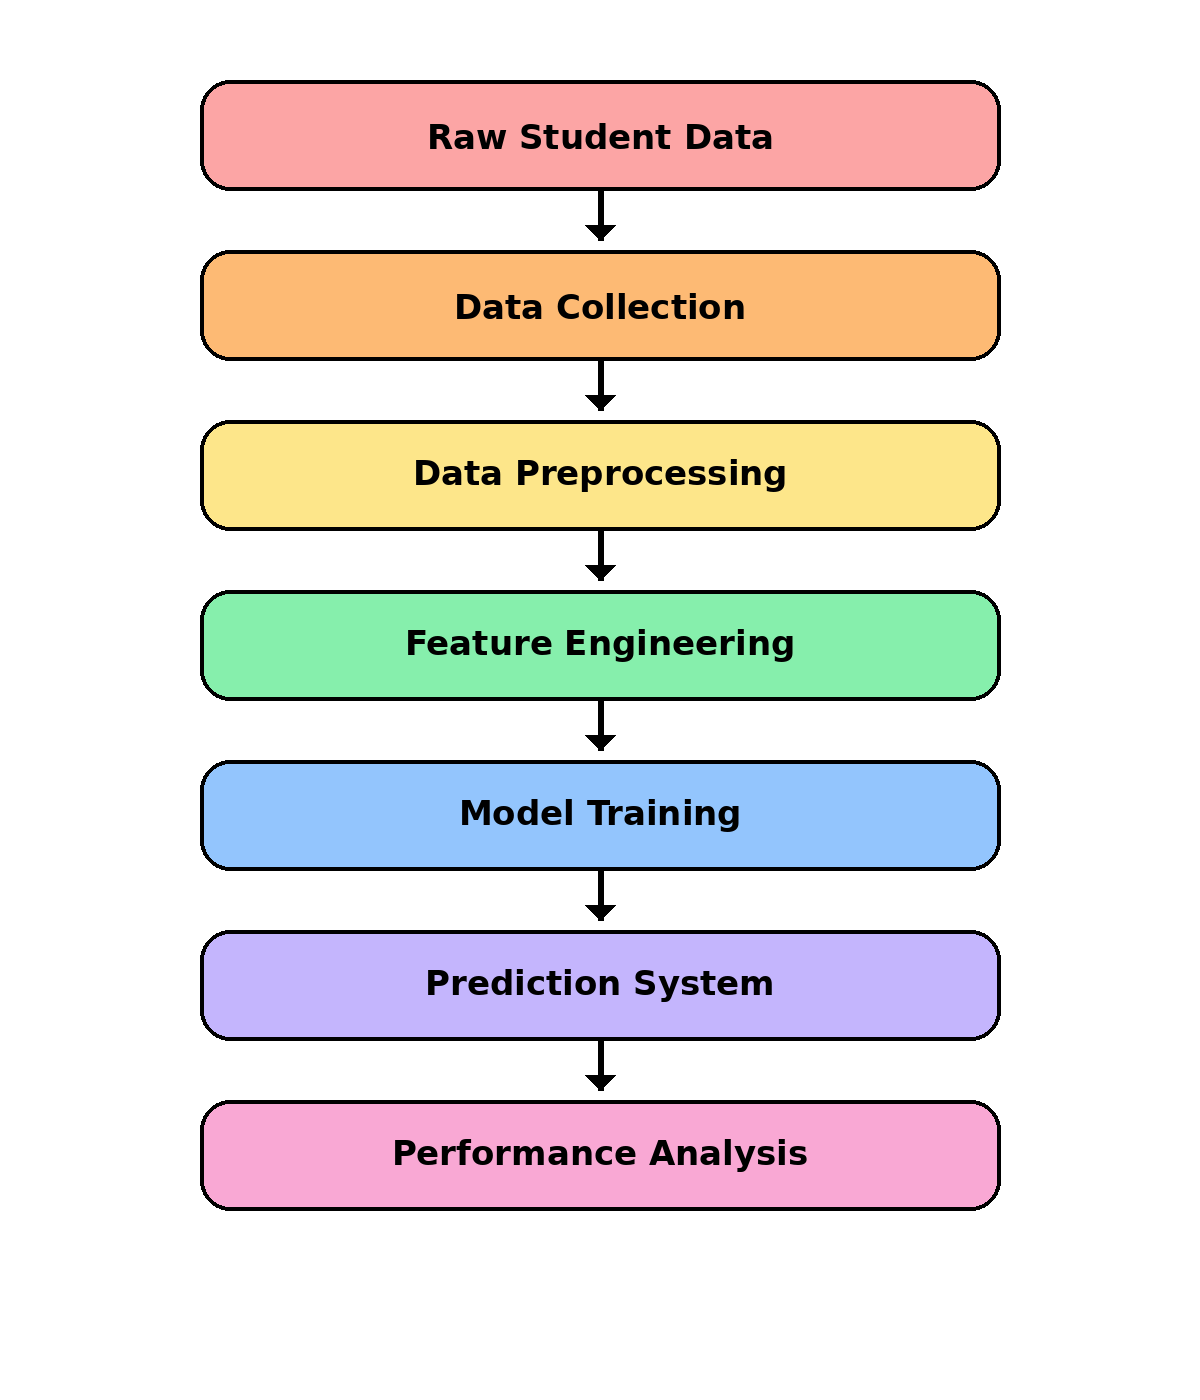 Raw Student Data
Data Collection
Data Preprocessing
Feature Engineering
Model Training
Prediction System
Performance Analysis